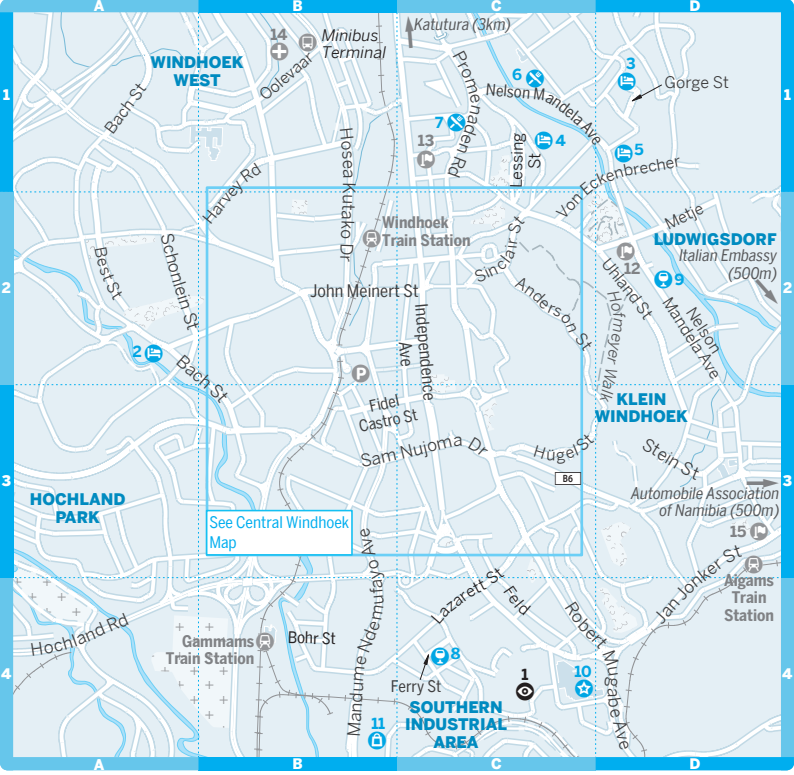 A
B
C
D
Katutura (3km)
14
Minibus
Terminal
WINDHOEK
WEST
Oolevaar
6
3
Gorge St
1
1
Bach St
Promenaden Rd
Nelson Mandela Ave
7
13
Hosea Kutako Dr
Lessing
St
4
5
Von Eckenbrecher
Harvey Rd
Metje
Windhoek
Train Station
LUDWIGSDORF
Italian Embassy
(500m)
12
Sinclair St
Best St
Schonlein St
Uhland St
9
2
2
John Meinert St
Anderson St
Independence
Ave
Hofmeyer Walk
Nelson
Mandela Ave
2
Bach St
P
Fidel
Castro St
KLEIN
WINDHOEK
Sam Nujoma Dr
Hügel St
Stein St
B6
3
3
HOCHLAND
PARK
Automobile Association
of Namibia (500m)
See Central Windhoek
Map
15
Mandume Ndemufayo Ave
Jan Jonker St
Aigams
Train
Station
Lazarett St
Feld
Robert Mugabe Ave
Hochland Rd
Gammams
Train Station
Bohr St
8
4
4
Ferry St
1
10
SOUTHERN
INDUSTRIAL
AREA
11
A
B
C
D